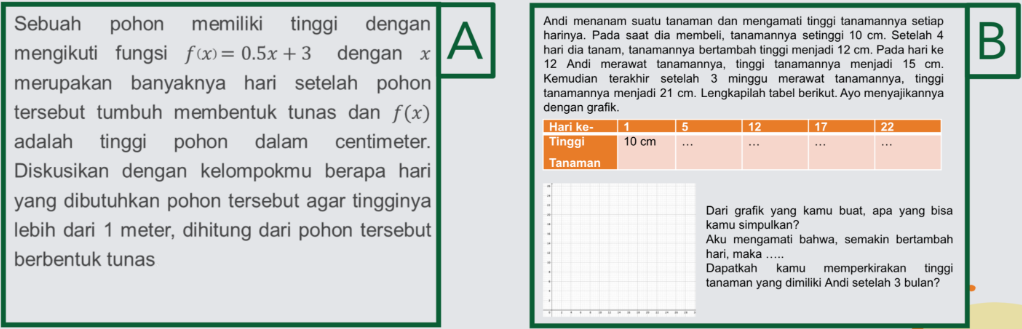 Sebuah pohon memiliki tinggi dengan
mengikuti fungsi f(x) = 0.5x + 3 dengan x
merupakan banyaknya hari setelah pohon
tersebut tumbuh membentuk tunas dan f(x)
adalah tinggi pohon dalam centimeter.
Diskusikan dengan kelompokmu berapa hari
yang dibutuhkan pohon tersebut agar tingginya
lebih dari 1 meter, dihitung dari pohon tersebut
berbentuk tunas
A
Andi menanam suatu tanaman dan mengamati tinggi tanamannya setiap
harinya. Pada saat dia membeli, tanamannya setinggi 10 cm. Setelah 4
hari dia tanam, tanamannya bertambah tinggi menjadi 12 cm. Pada hari ke
12 Andi merawat tanamannya, tinggi tanamannya menjadi 15 cm.
Kemudian terakhir setelah 3 minggu merawat tanamannya, tinggi
tanamannya menjadi 21 cm. Lengkapilah tabel berikut. Ayo menyajikannya
dengan grafik.
B
Hari ke- 1 5 12 17 22
Tinggi 10 cm ... ... ... ...
Tanaman
Dari grafik yang kamu buat, apa yang bisa
kamu simpulkan?
Aku mengamati bahwa, semakin bertambah
hari, maka .....
Dapatkah kamu memperkirakan tinggi
tanaman yang dimiliki Andi setelah 3 bulan?